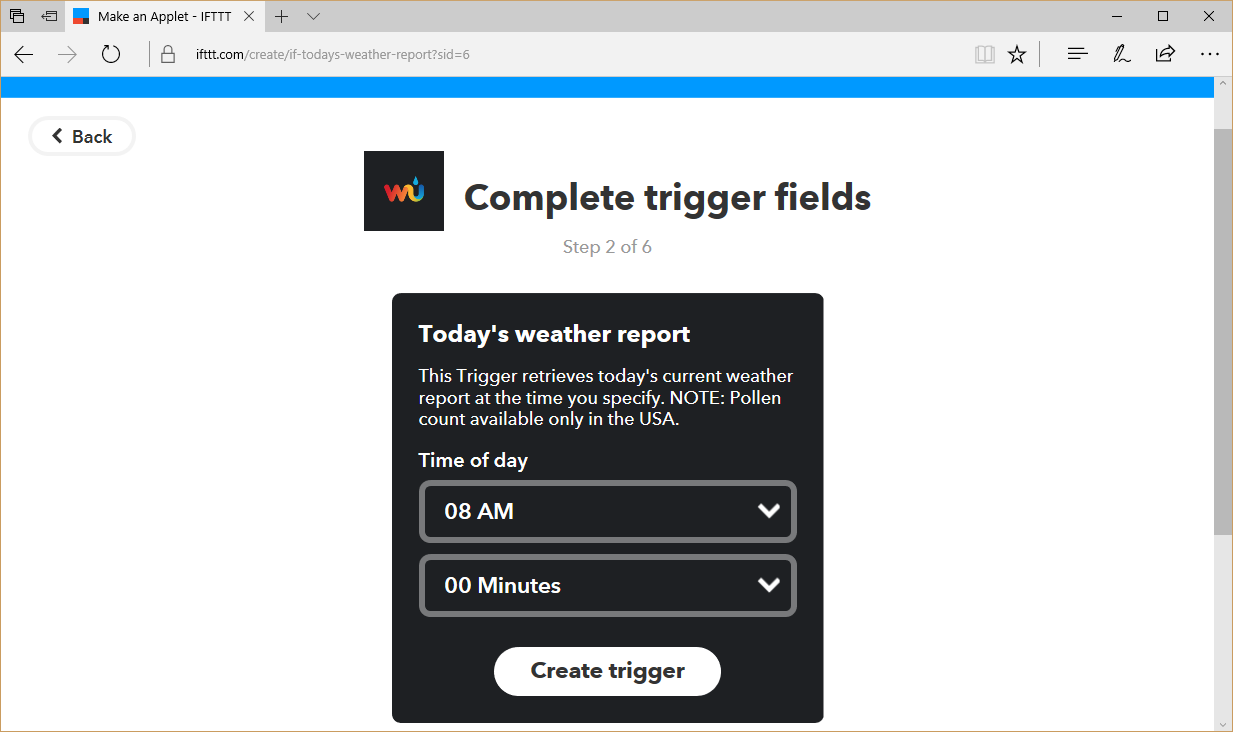 Make an Applet - IFTTT
ifttt.com/create/if-todays-weather-report?sid=6
Back
wu
Complete trigger fields
Step 2 of 6
Today's weather report
This Trigger retrieves today's current weather
report at the time you specify. NOTE: Pollen
count available only in the USA.
Time of day
08 AM
00 Minutes
Create trigger